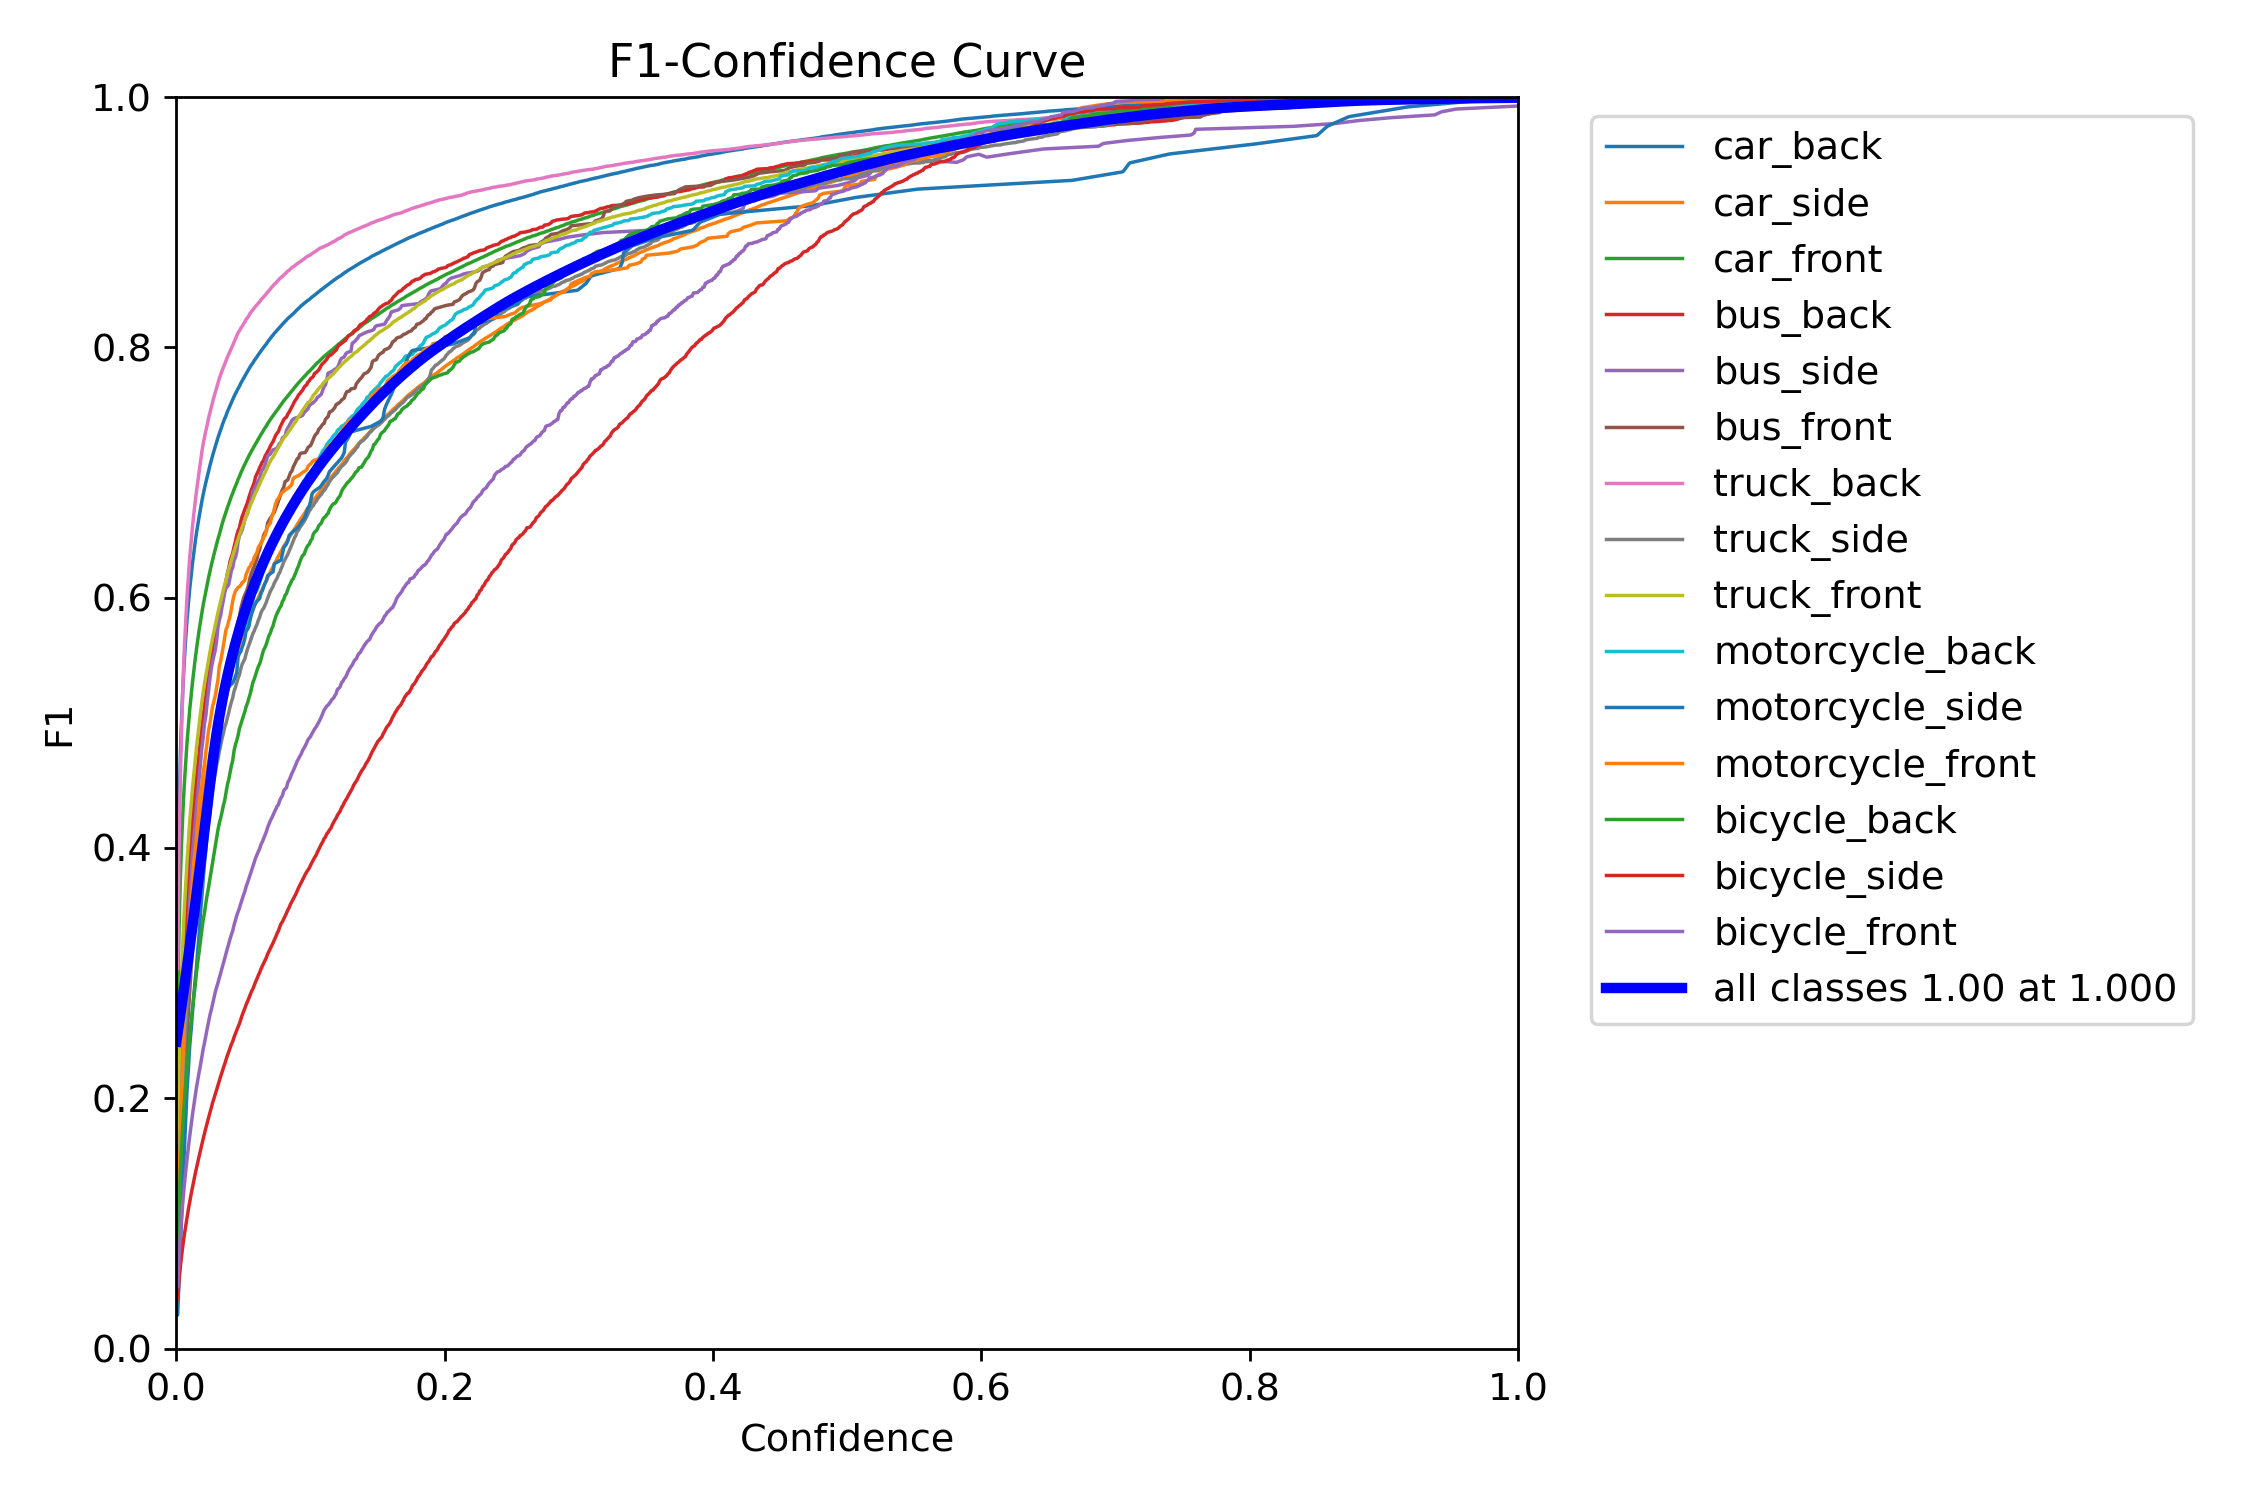 F1-Confidence Curve
1.0
0.8
0.6
0.4
0.2
0.0
F1
0.0 0.2 0.4 0.6 0.8 1.0
Confidence
car_back
car_side
car_front
bus_back
bus_side
bus_front
truck_back
truck_side
truck_front
motorcycle_back
motorcycle_side
motorcycle_front
bicycle_back
bicycle_side
bicycle_front
all classes 1.00 at 1.000